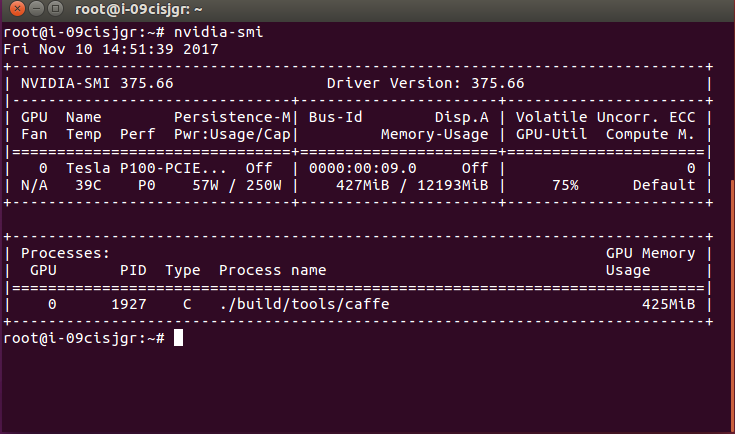 root@i-09cisjgr: ~
root@i-09cisjgr:~# nvidia-smi
Fri Nov 10 14:51:39 2017
+-----------------------------------------------------------------------------+
| NVIDIA-SMI 375.66                 Driver Version: 375.66                    |
|-------------------------------+----------------------+----------------------+
| GPU  Name        Persistence-M| Bus-Id        Disp.A | Volatile Uncorr. ECC |
| Fan  Temp  Perf  Pwr:Usage/Cap|         Memory-Usage | GPU-Util  Compute M. |
|===============================+======================+======================|
|   0  Tesla P100-PCIE...  Off  | 0000:00:09.0     Off |                    0 |
| N/A   39C    P0    57W / 250W |    427MiB / 12193MiB |     75%      Default |
+-------------------------------+----------------------+----------------------+
+-----------------------------------------------------------------------------+
| Processes:                                                       GPU Memory |
|  GPU       PID  Type  Process name                               Usage      |
|=============================================================================|
|    0      1927    C   ./build/tools/caffe                            425MiB |
+-----------------------------------------------------------------------------+
root@i-09cisjgr:~#